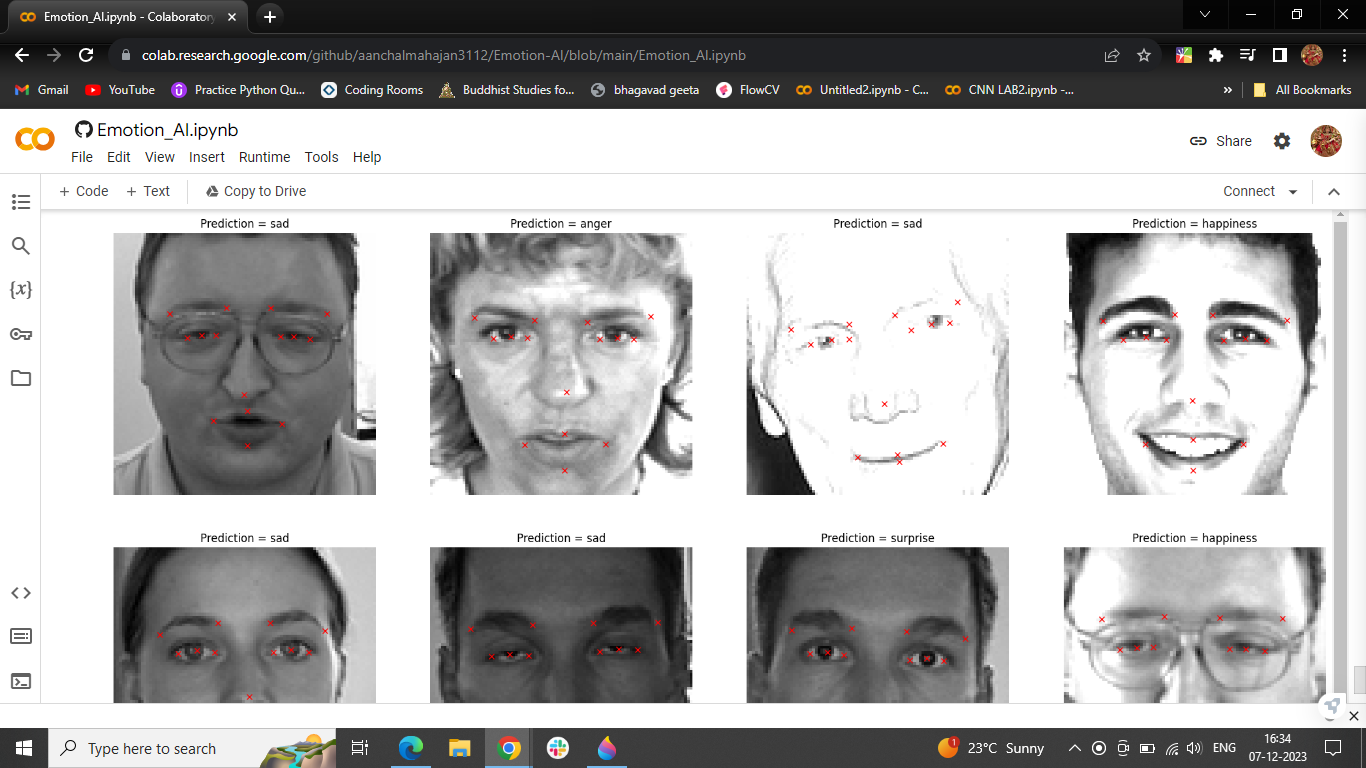 Emotion_AI.ipynb - Colaboratory
colab.research.google.com/github/aanchalmahajan3112/Emotion-AI/blob/main/Emotion_AI.ipynb
Gmail YouTube Practice Python Qu... Coding Rooms Buddhist Studies fo... bhagavad geeta FlowCV Untitled2.ipynb - C... CNN LAB2.ipynb -... » All Bookmarks
Emotion_AI.ipynb
Share
File Edit View Insert Runtime Tools Help
+ Code + Text Copy to Drive Connect
{x}
Prediction = sad Prediction = anger Prediction = sad Prediction = happiness
Prediction = sad Prediction = sad Prediction = surprise Prediction = happiness
Type here to search
1 23°C Sunny ENG
16:34
07-12-2023